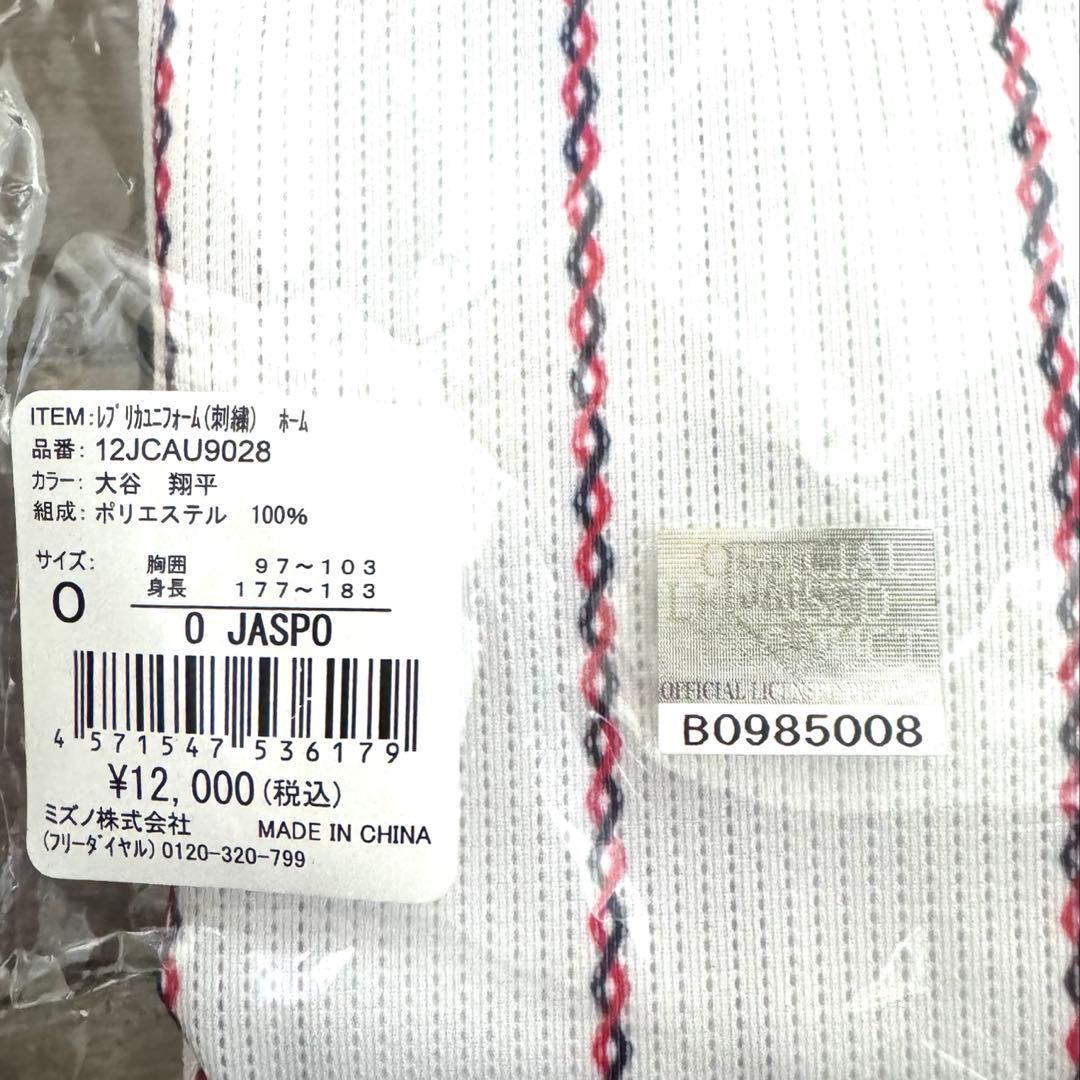 ITEM:レプリカユニフォーム(刺繍) ホーム
品番: 12JCAU9028
カラー: 大谷 翔平
組成: ポリエステル 100%
サイズ:
O
胸囲 97～103
身長 177～183
O JASPO
4 571547 536179
¥12,000(税込)
ミズノ株式会社 MADE IN CHINA
(フリーダイヤル) 0120-320-799
OFFICIAL
OFFICIAL LICENSED
B0985008